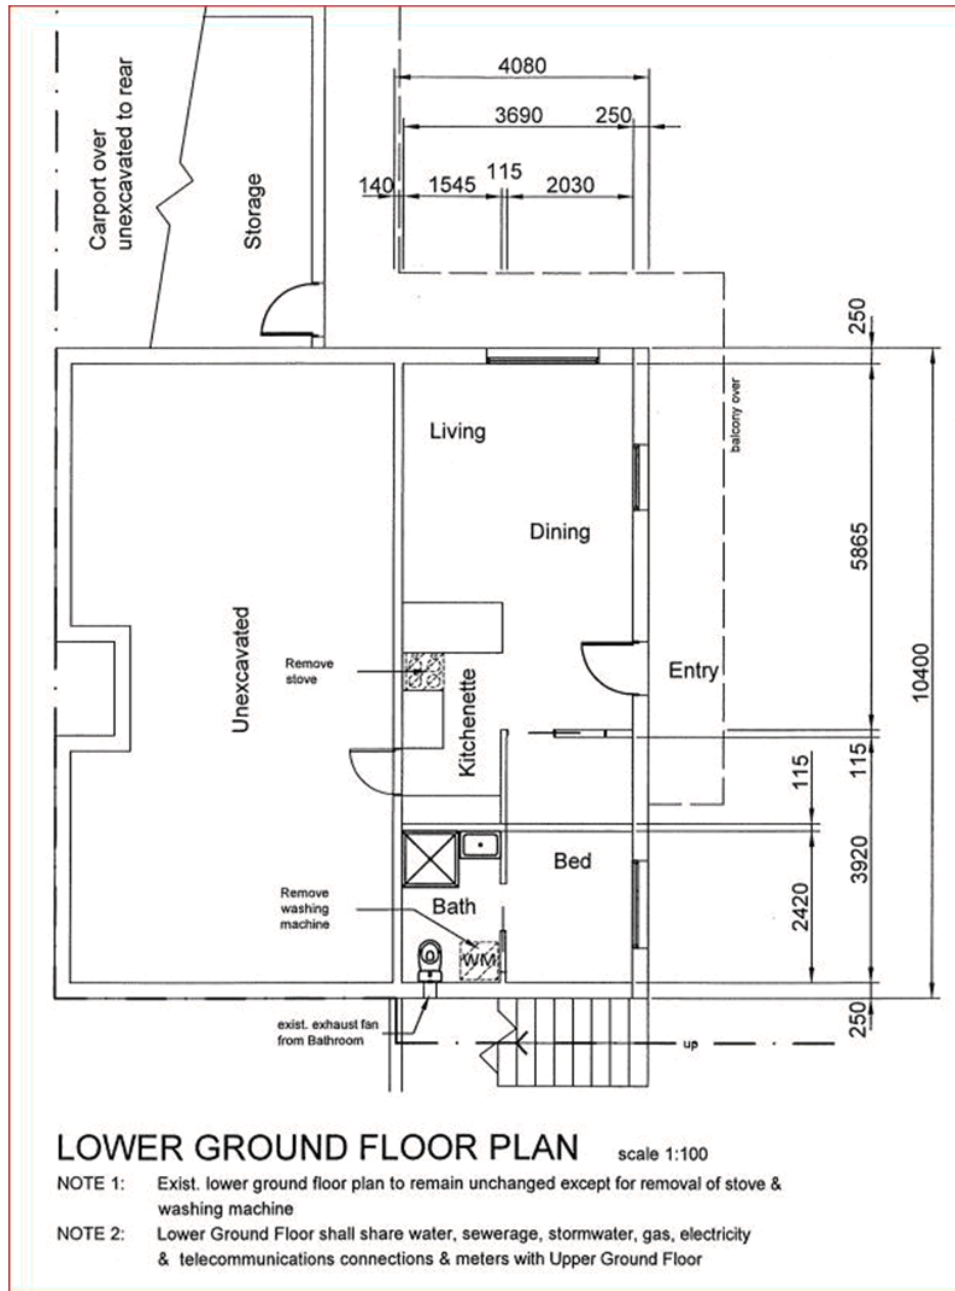 4080
3690
250
115
140
1545
2030
Carport over
unexcavated to rear
Storage
250
balcony over
Living
Dining
5865
Unexcavated
Remove
stove
Kitchenette
Entry
10400
115
115
3920
2420
Bed
Remove
washing
machine
Bath
WM
250
exist. exhaust fan
from Bathroom
up
LOWER GROUND FLOOR PLAN scale 1:100
NOTE 1: Exist. lower ground floor plan to remain unchanged except for removal of stove &
washing machine
NOTE 2: Lower Ground Floor shall share water, sewerage, stormwater, gas, electricity
& telecommunications connections & meters with Upper Ground Floor